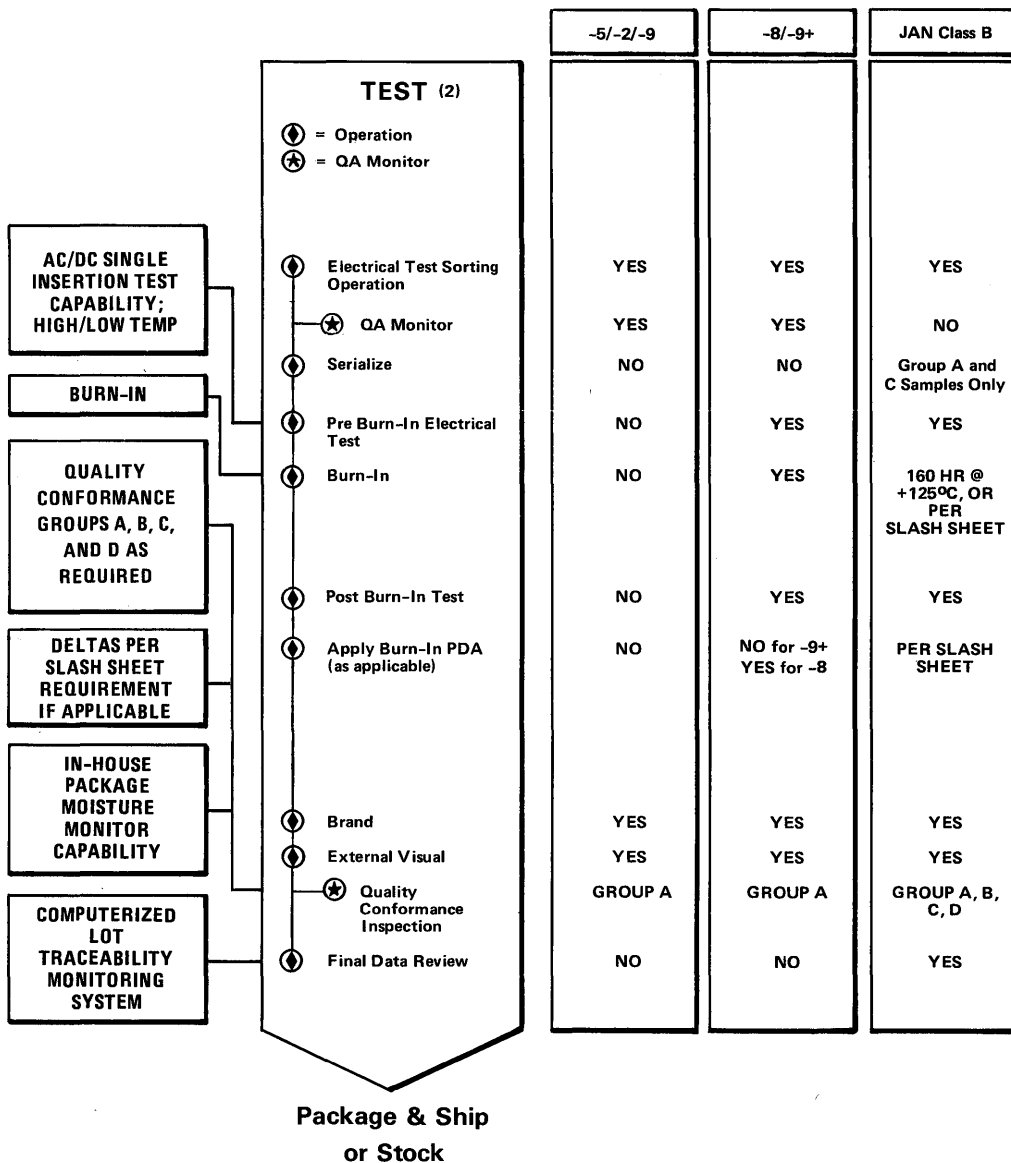 -5/-2/-9
-8/-9+
JAN Class B
TEST (2)
= Operation
= QA Monitor
AC/DC SINGLE
INSERTION TEST
CAPABILITY;
HIGH/LOW TEMP
BURN-IN
QUALITY
CONFORMANCE
GROUPS A, B, C,
AND D AS
REQUIRED
DELTAS PER
SLASH SHEET
REQUIREMENT
IF APPLICABLE
IN-HOUSE
PACKAGE
MOISTURE
MONITOR
CAPABILITY
COMPUTERIZED
LOT
TRACEABILITY
MONITORING
SYSTEM
Electrical Test Sorting
Operation
YES
YES
YES
QA Monitor
YES
YES
NO
Serialize
NO
NO
Group A and
C Samples Only
Pre Burn-In Electrical
Test
NO
YES
YES
Burn-In
NO
YES
160 HR @
+125ºC, OR
PER
SLASH SHEET
Post Burn-In Test
NO
YES
YES
Apply Burn-In PDA
(as applicable)
NO
NO for -9+
YES for -8
PER SLASH
SHEET
Brand
YES
YES
YES
External Visual
YES
YES
YES
Quality
Conformance
Inspection
GROUP A
GROUP A
GROUP A, B,
C, D
Final Data Review
NO
NO
YES
Package & Ship
or Stock